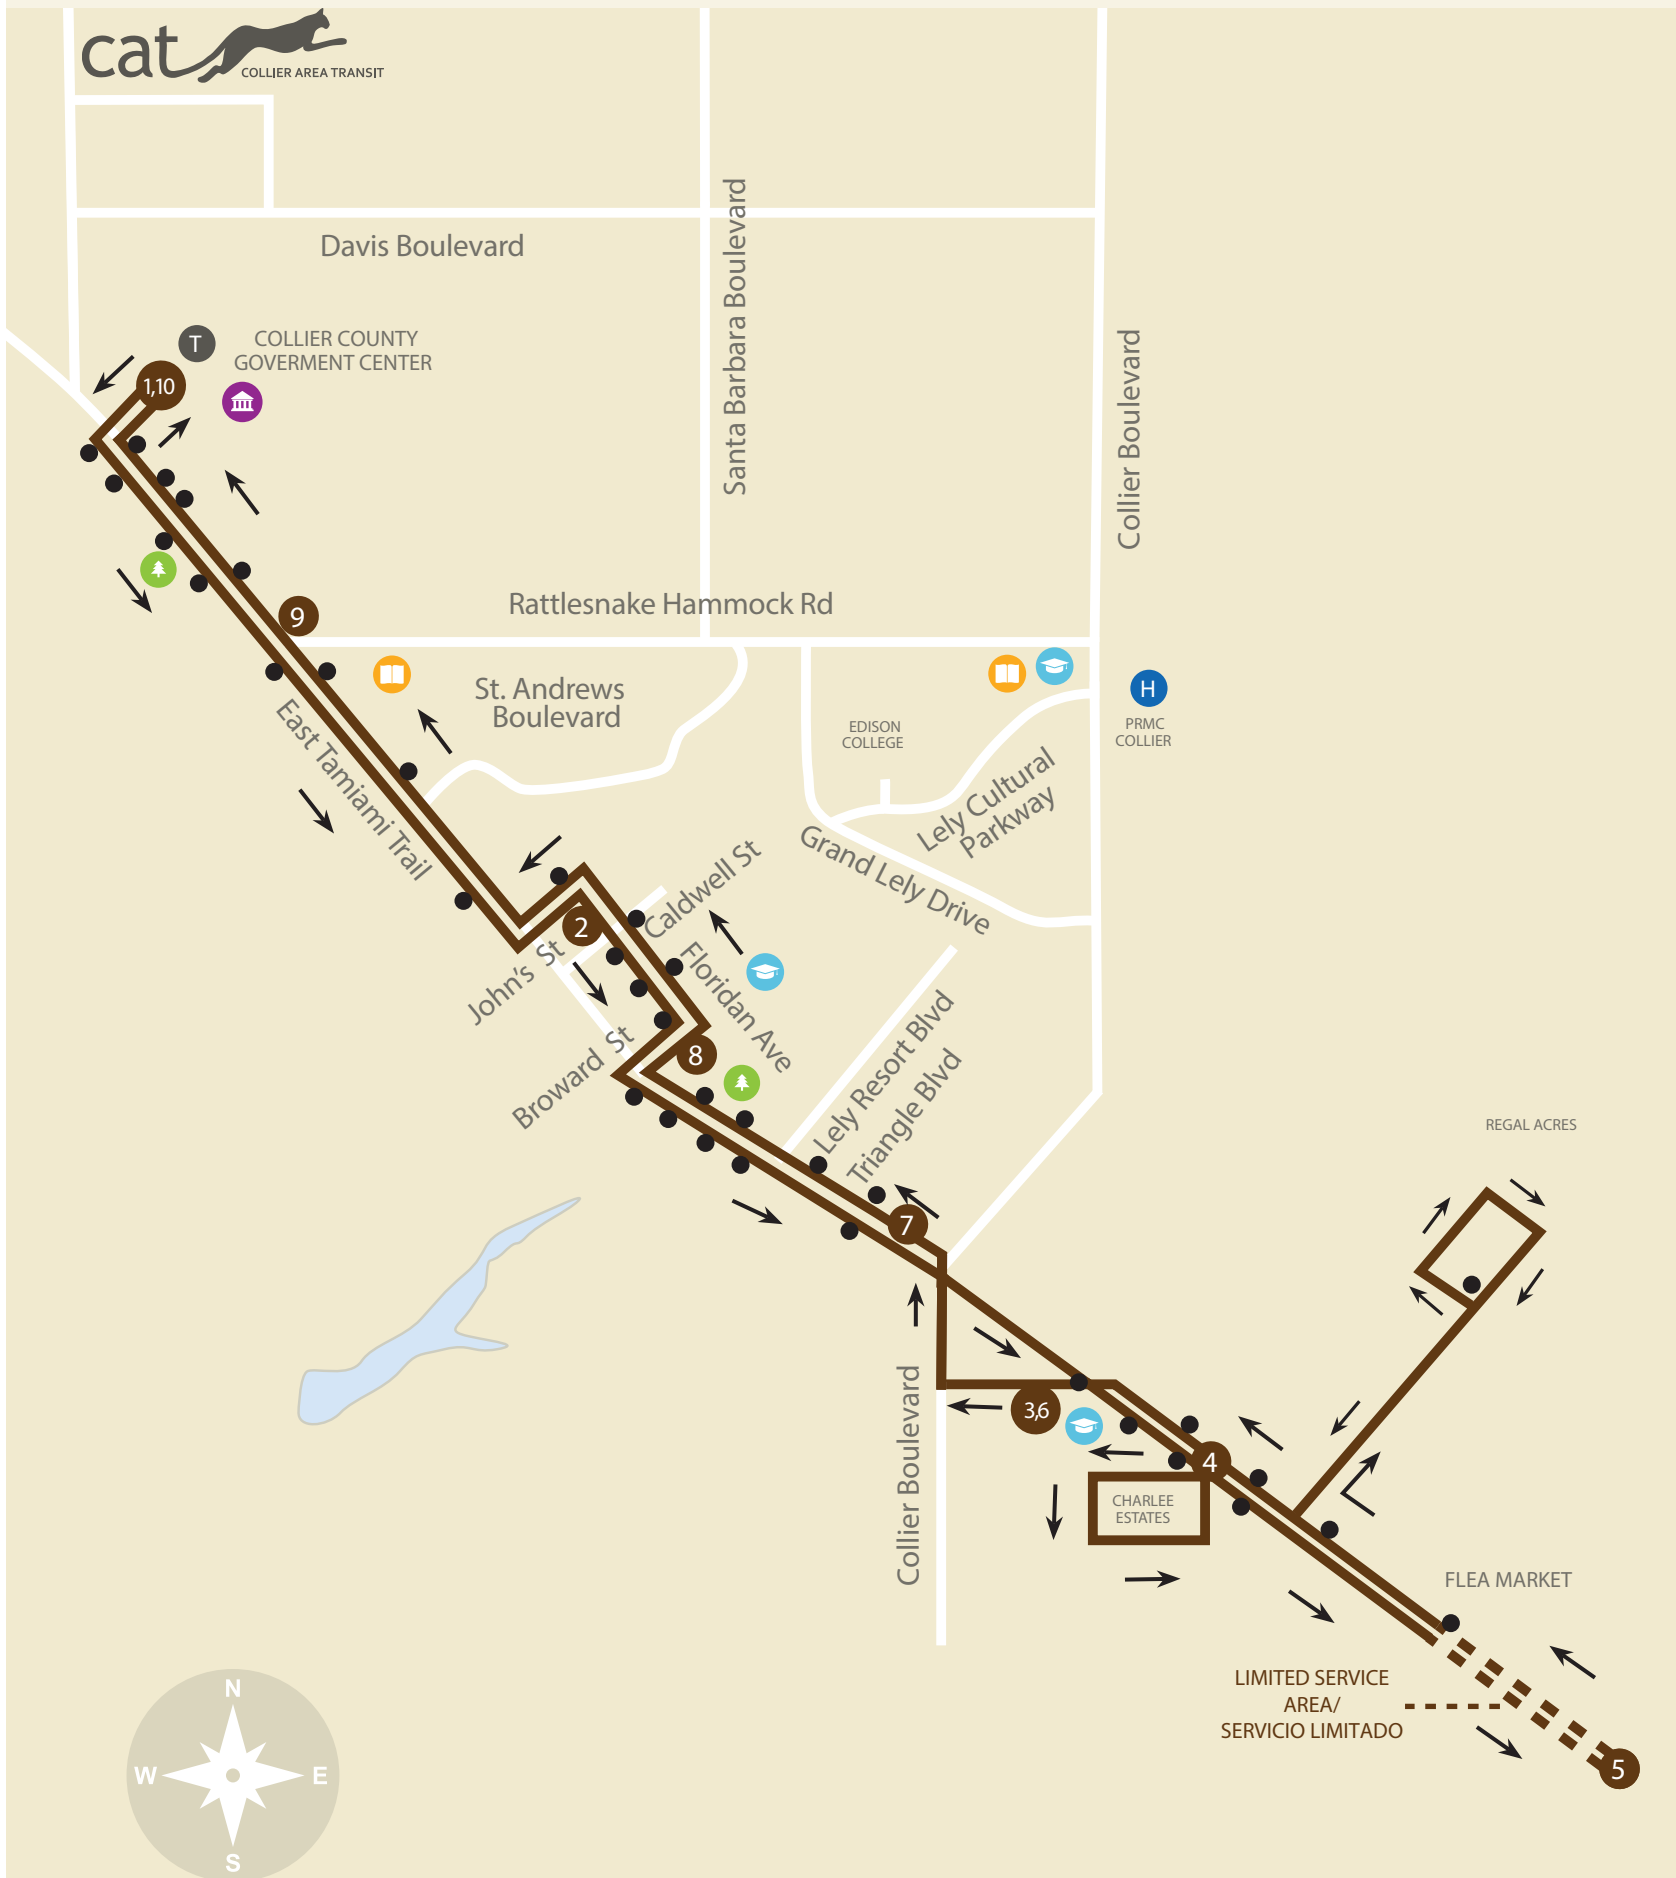 cat
COLLIER AREA TRANSIT
Davis Boulevard
Santa Barbara Boulevard
Collier Boulevard
T
COLLIER COUNTY
GOVERMENT CENTER
1,10
9
Rattlesnake Hammock Rd
St. Andrews
Boulevard
EDISON
COLLEGE
H
PRMC
COLLIER
East Tamiami Trail
Lely Cultural
Parkway
Grand Lely Drive
Caldwell St
2
John's St
Floridan Ave
Broward St
8
Lely Resort Blvd
Triangle Blvd
7
REGAL ACRES
Collier Boulevard
3,6
4
CHARLEE
ESTATES
FLEA MARKET
LIMITED SERVICE
AREA/
SERVICIO LIMITADO
5
N
W
E
S